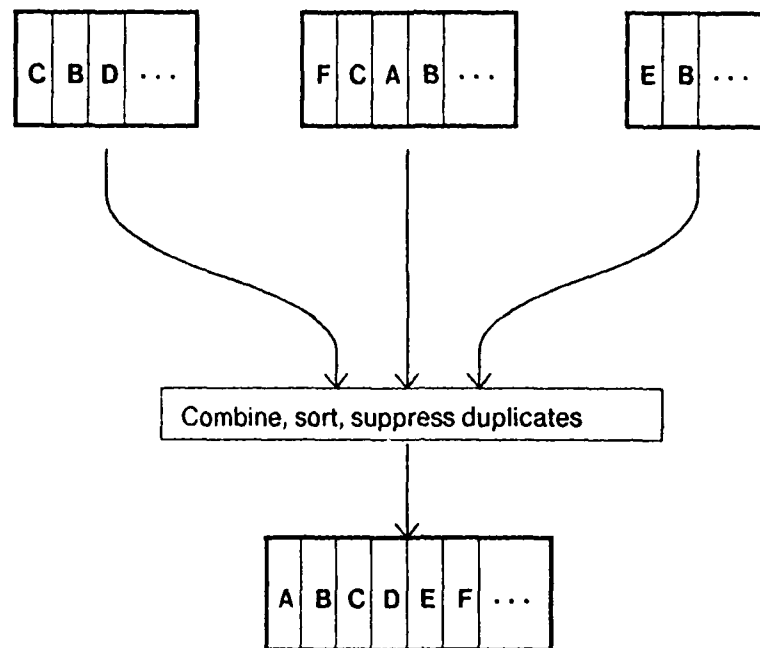 C B D ... F C A B ... E B ...
Combine, sort, suppress duplicates
A B C D E F ...